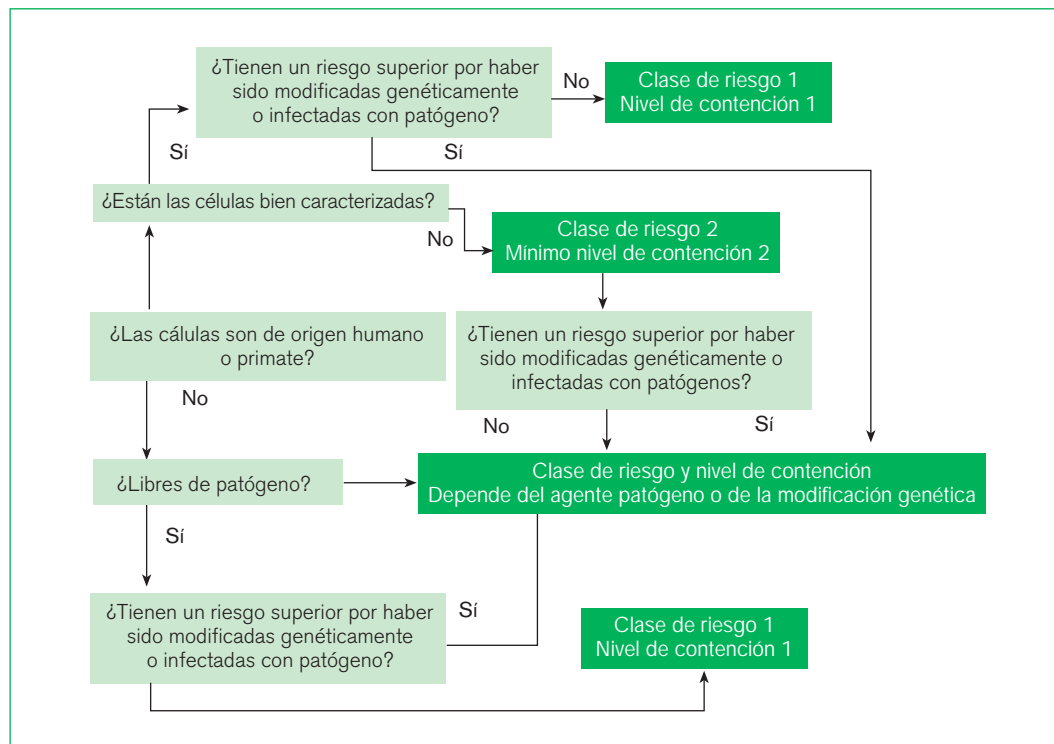 ¿Tienen un riesgo superior por haber
sido modificadas genéticamente
o infectadas con patógeno?
No
Clase de riesgo 1
Nivel de contención 1
Sí
Sí
¿Están las células bien caracterizadas?
No
Clase de riesgo 2
Mínimo nivel de contención 2
¿Las cálulas son de origen humano
o primate?
¿Tienen un riesgo superior por haber
sido modificadas genéticamente o
infectadas con patógenos?
No
No
Sí
¿Libres de patógeno?
Clase de riesgo y nivel de contención
Depende del agente patógeno o de la modificación genética
Sí
¿Tienen un riesgo superior por haber
sido modificadas genéticamente
o infectadas con patógeno?
Sí
Clase de riesgo 1
Nivel de contención 1